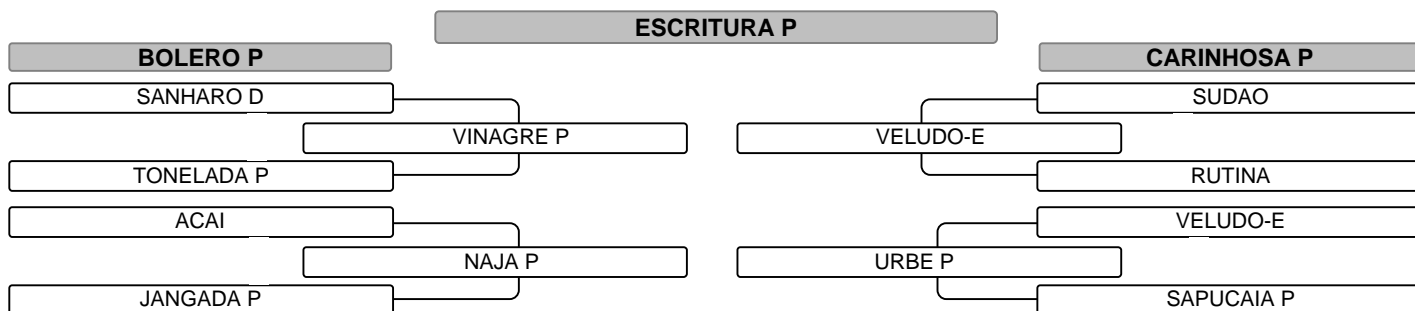 ESCRITURA P
BOLERO P CARINHOSA P
SANHARO D SUDAO
VINAGRE P VELUDO-E
TONELADA P RUTINA
ACAI VELUDO-E
NAJA P URBE P
JANGADA P SAPUCAIA P